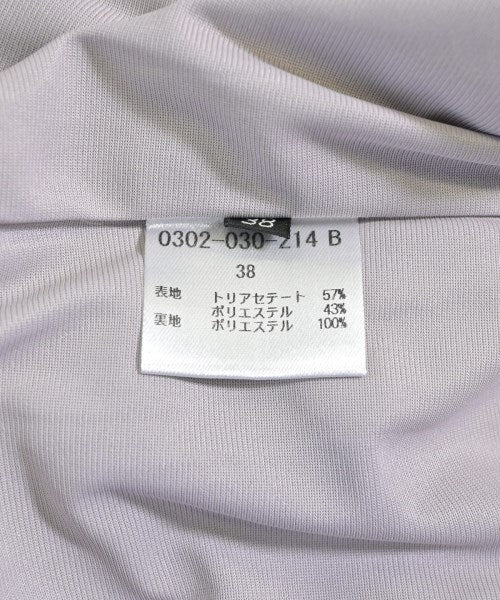 38
0302-030-214 B
38
表地 トリアセテート 57%
ポリエステル 43%
裏地 ポリエステル 100%